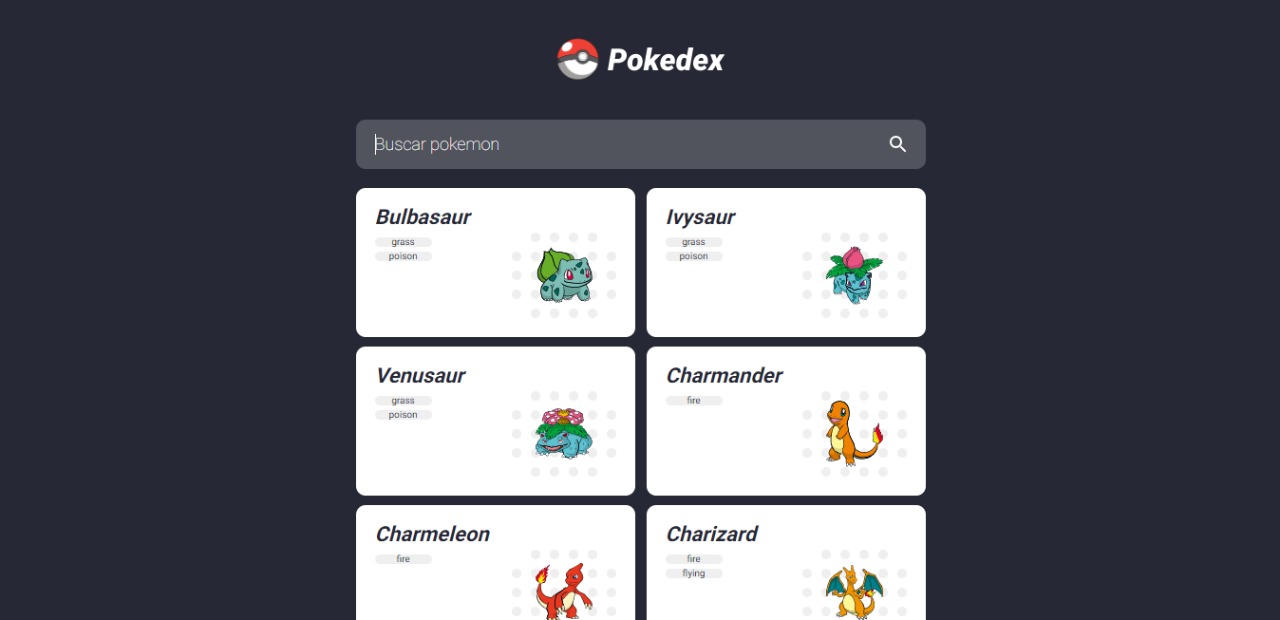 Pokedex
Buscar pokemon
Bulbasaur
grass
poison
Ivysaur
grass
poison
Venusaur
grass
poison
Charmander
fire
Charmeleon
fire
Charizard
fire
flying